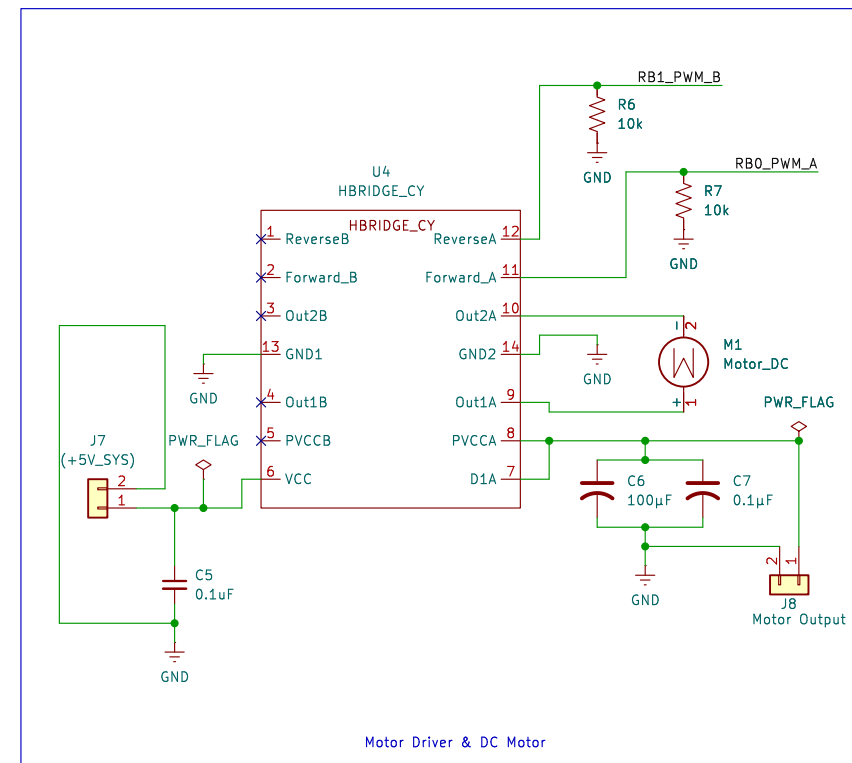 RB1_PWM_B
R6
10k
GND
RB0_PWM_A
R7
10k
GND
U4
HBRIDGE_CY
HBRIDGE_CY
1 ReverseB
ReverseA 12
2 Forward_B
Forward_A 11
3 Out2B
Out2A 10
13 GND1
GND2 14
4 Out1B
Out1A 9
5 PVCCB
PVCCA 8
6 VCC
D1A 7
GND
GND
- 2
M1
Motor_DC
+ 1
PWR_FLAG
J7
(+5V_SYS)
2
1
PWR_FLAG
C5
0.1uF
GND
C6
100µF
C7
0.1µF
GND
2 1
J8
Motor Output
Motor Driver & DC Motor